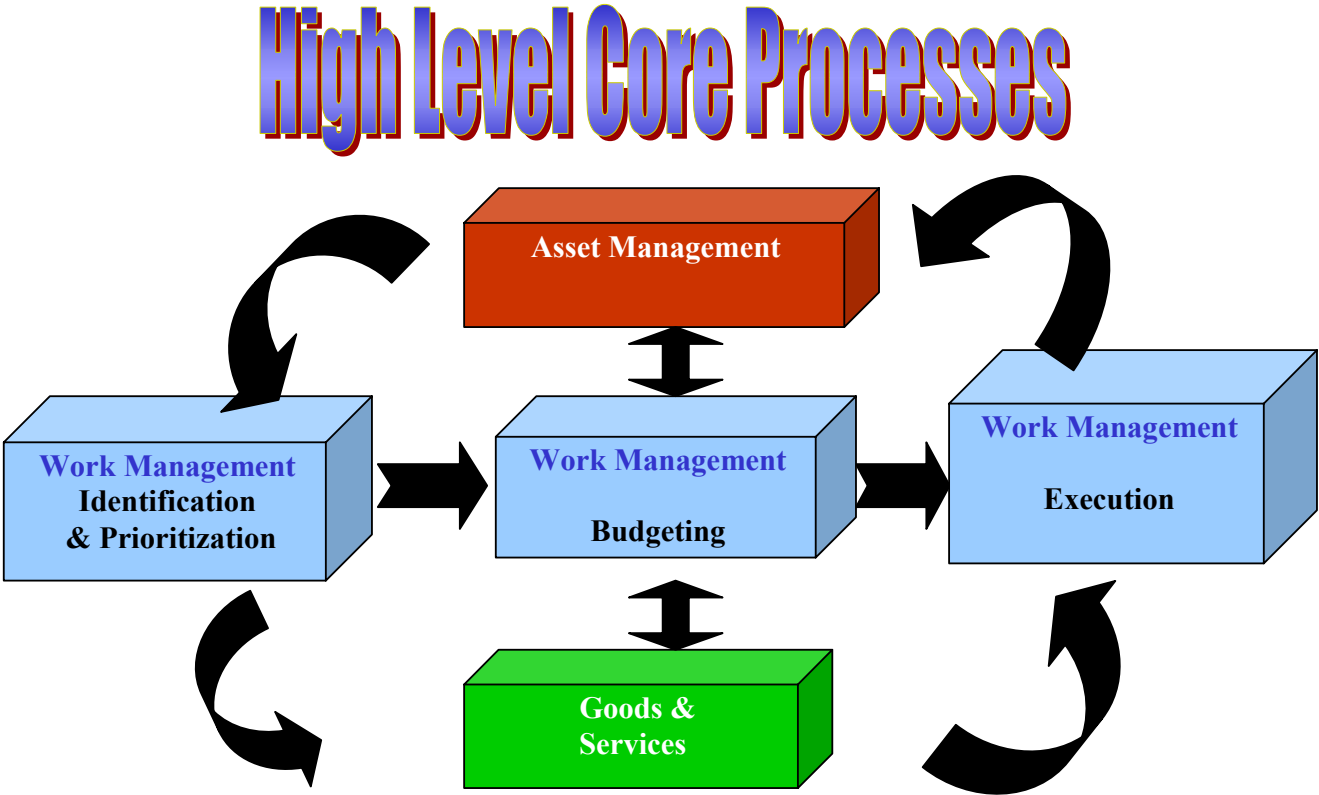 High Level Core Processes
Asset Management
Work Management
Identification
& Prioritization
Work Management
Budgeting
Work Management
Execution
Goods &
Services